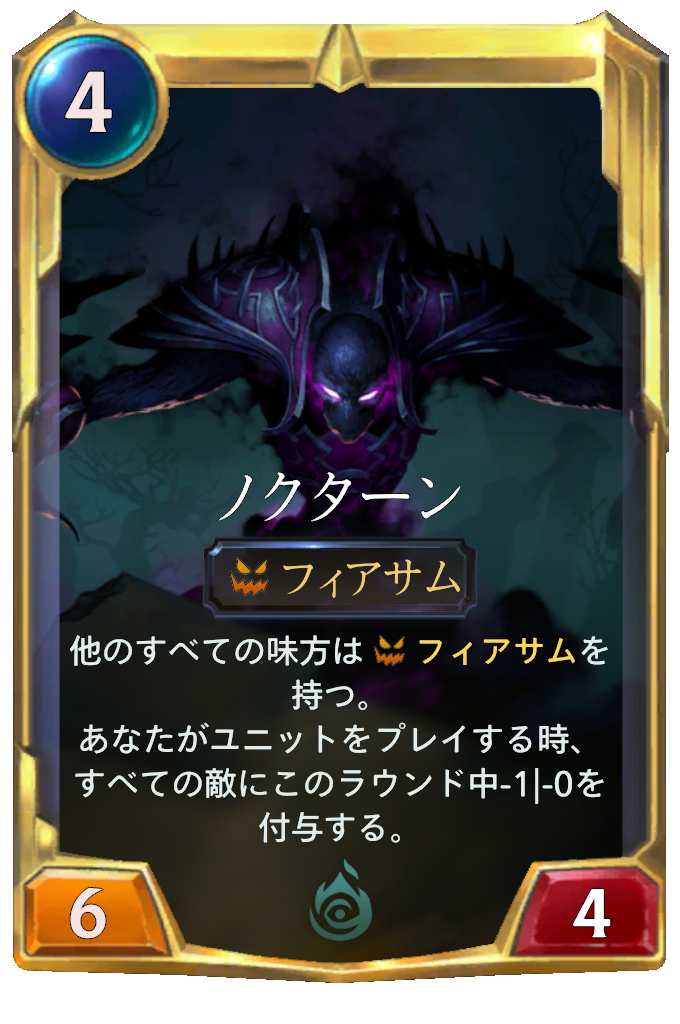 4
ノクターン
フィアサム
他のすべての味方は フィアサムを
持つ。
あなたがユニットをプレイする時、
すべての敵にこのラウンド中-1|-0を
付与する。
6
4